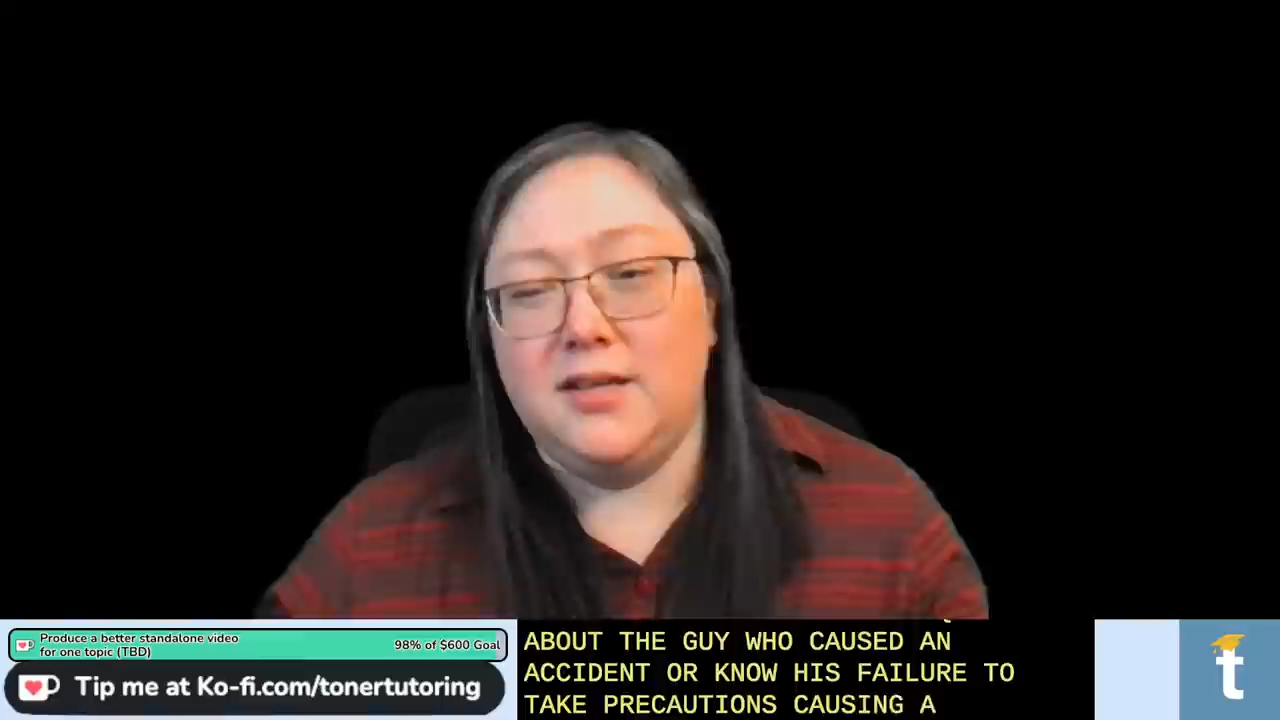 Produce a better standalone video
for one topic (TBD)
98% of $600 Goal
Tip me at Ko-fi.com/tonertutoring
ABOUT THE GUY WHO CAUSED AN
ACCIDENT OR KNOW HIS FAILURE TO
TAKE PRECAUTIONS CAUSING A
t